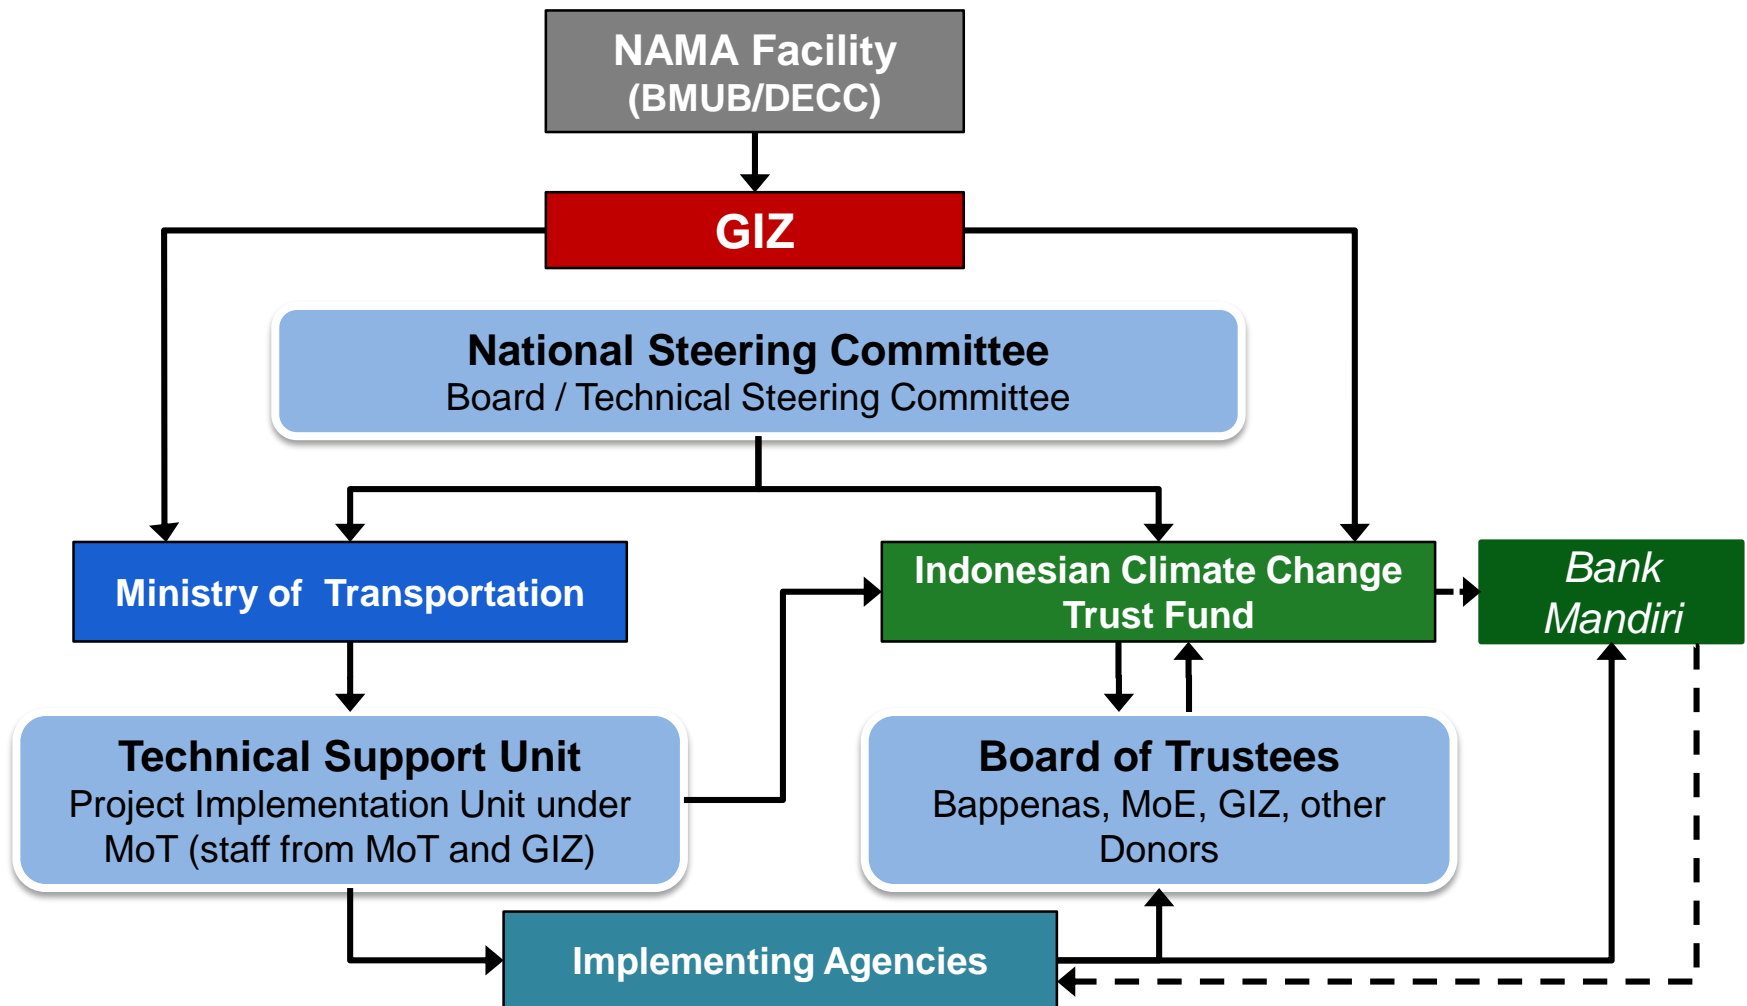 NAMA Facility
(BMUB/DECC)
GIZ
National Steering Committee
Board / Technical Steering Committee
Ministry of Transportation
Indonesian Climate Change
Trust Fund
Bank
Mandiri
Technical Support Unit
Project Implementation Unit under
MoT (staff from MoT and GIZ)
Board of Trustees
Bappenas, MoE, GIZ, other
Donors
Implementing Agencies